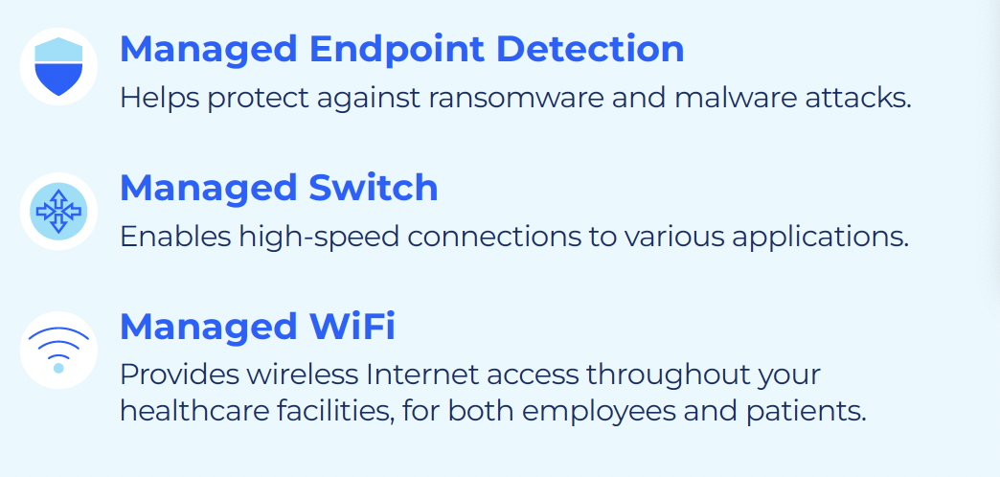 Managed Endpoint Detection
Helps protect against ransomware and malware attacks.
Managed Switch
Enables high-speed connections to various applications.
Managed WiFi
Provides wireless Internet access throughout your
healthcare facilities, for both employees and patients.